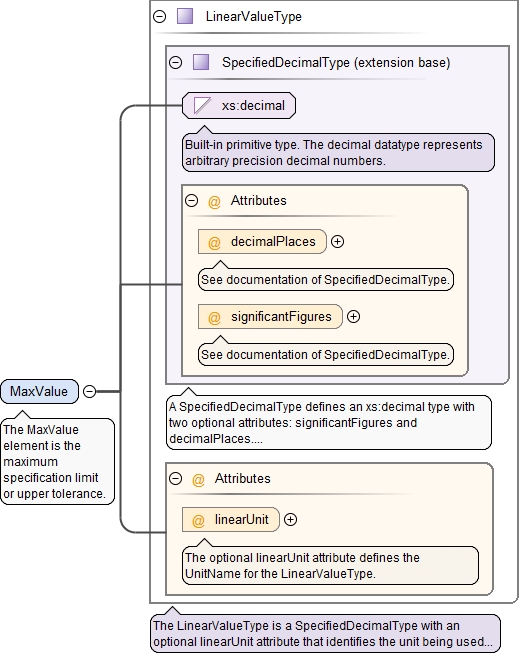 LinearValueType
SpecifiedDecimalType (extension base)
xs:decimal
Built-in primitive type. The decimal datatype represents
arbitrary precision decimal numbers.
@ Attributes
@ decimalPlaces
See documentation of SpecifiedDecimalType.
@ significantFigures
See documentation of SpecifiedDecimalType.
MaxValue
The MaxValue
element is the
maximum
specification limit
or upper tolerance.
A SpecifiedDecimalType defines an xs:decimal type with
two optional attributes: significantFigures and
decimalPlaces....
@ Attributes
@ linearUnit
The optional linearUnit attribute defines the
UnitName for the LinearValueType.
The LinearValueType is a SpecifiedDecimalType with an
optional linearUnit attribute that identifies the unit being used...